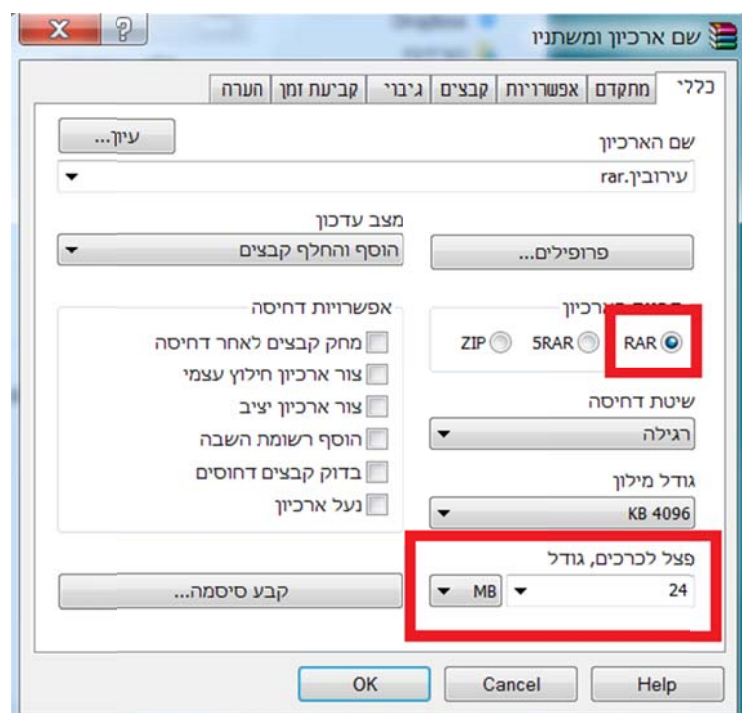 שם ארכיון ומשתניו
כללי מתקדם אפשרויות קבצים גיבוי קביעת זמן הערה
שם הארכיון
עיון...
עירובין.rar
מצב עדכון
פרופילים...
הוסף והחלף קבצים
RAR 5RAR ZIP
שיטת דחיסה
רגילה
גודל מילון
KB 4096
פצל לכרכים, גודל
24 MB
אפשרויות דחיסה
מחק קבצים לאחר דחיסה
צור ארכיון חילוץ עצמי
צור ארכיון יציב
הוסף רשומת השבה
בדוק קבצים דחוסים
נעל ארכיון
קבע סיסמה...
OK Cancel Help